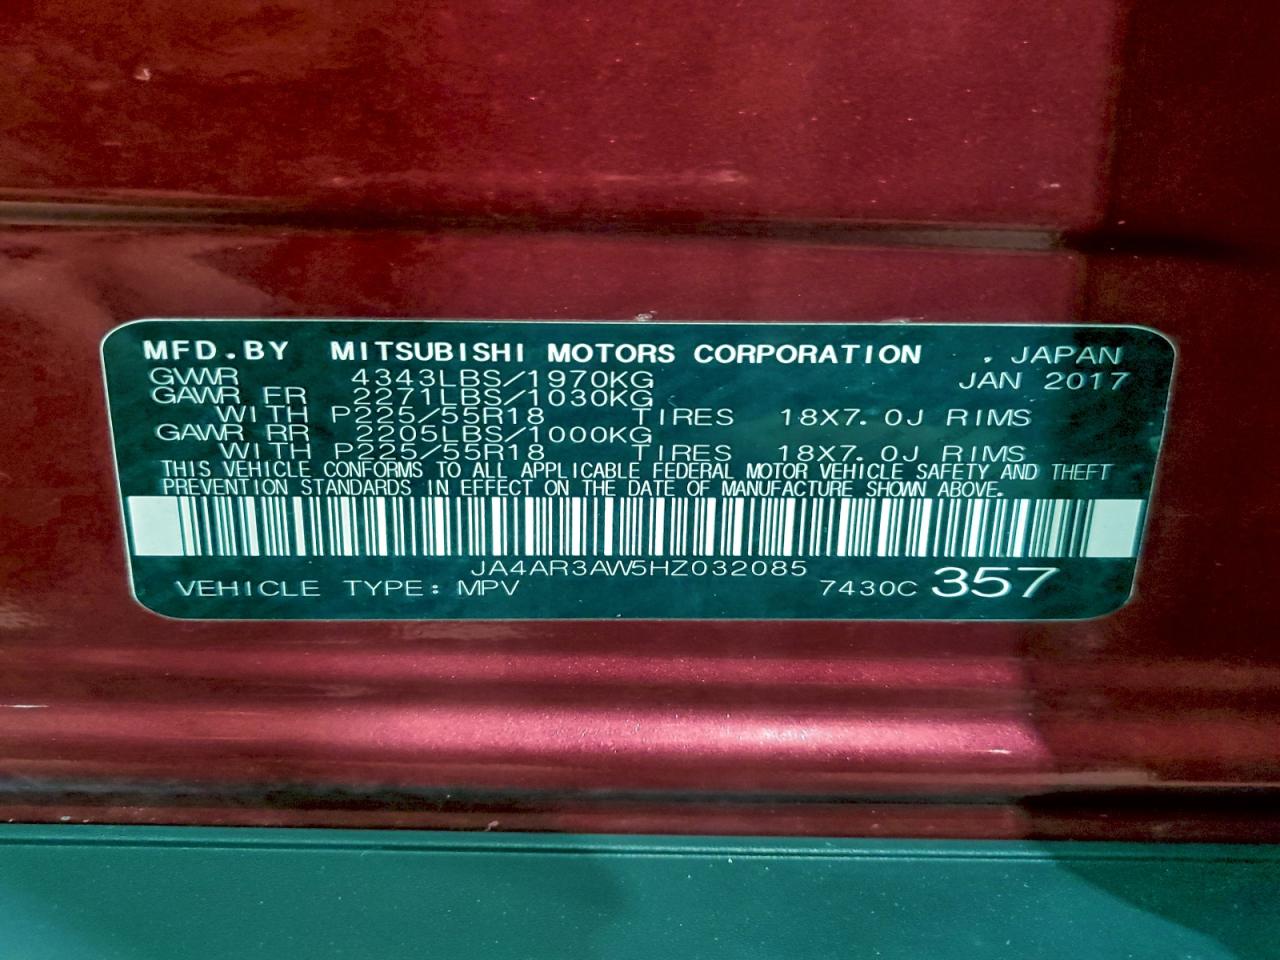 MFD.BY MITSUBISHI MOTORS CORPORATION , JAPAN
GVWR 4343LBS/1970KG JAN 2017
GAWR FR 2271LBS/1030KG
WITH P225/55R18 TIRES 18X7.0J RIMS
GAWR RR 2205LBS/1000KG
WITH P225/55R18 TIRES 18X7.0J RIMS
THIS VEHICLE CONFORMS TO ALL APPLICABLE FEDERAL MOTOR VEHICLE SAFETY AND THEFT
PREVENTION STANDARDS IN EFFECT ON THE DATE OF MANUFACTURE SHOWN ABOVE.
JA4AR3AW5HZ032085
VEHICLE TYPE: MPV 7430C 357